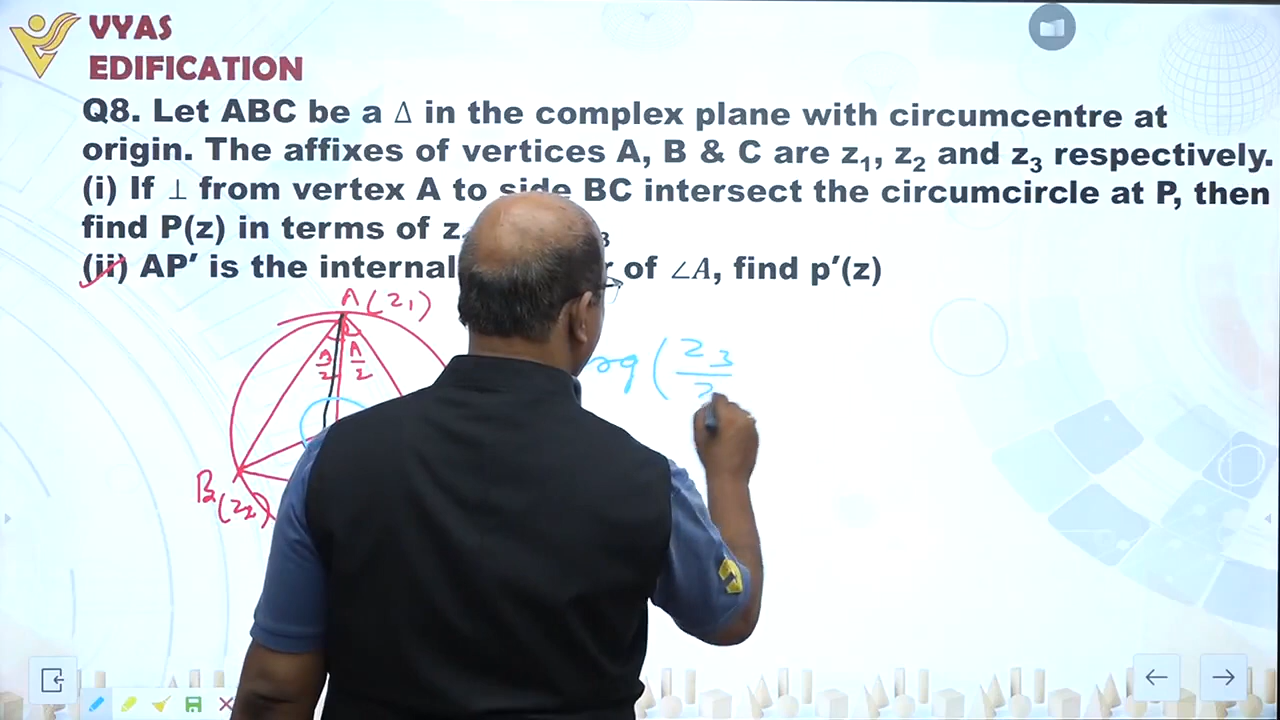 VYAS
EDIFICATION
Q8. Let ABC be a Δ in the complex plane with circumcentre at
origin. The affixes of vertices A, B & C are z₁, z₂ and z₃ respectively.
(i) If ⊥ from vertex A to side BC intersect the circumcircle at P, then
find P(z) in terms of z
(ii) AP′ is the internal of ∠A, find p′(z)
A (z₁)
A/2 A/2
B (z₂)
(z₃/